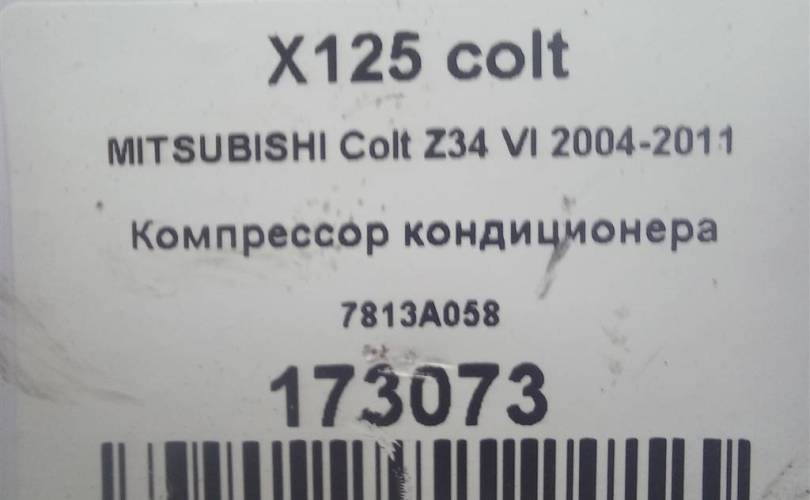 X125 colt
MITSUBISHI Colt Z34 VI 2004-2011
Компрессор кондиционера
7813A058
173073